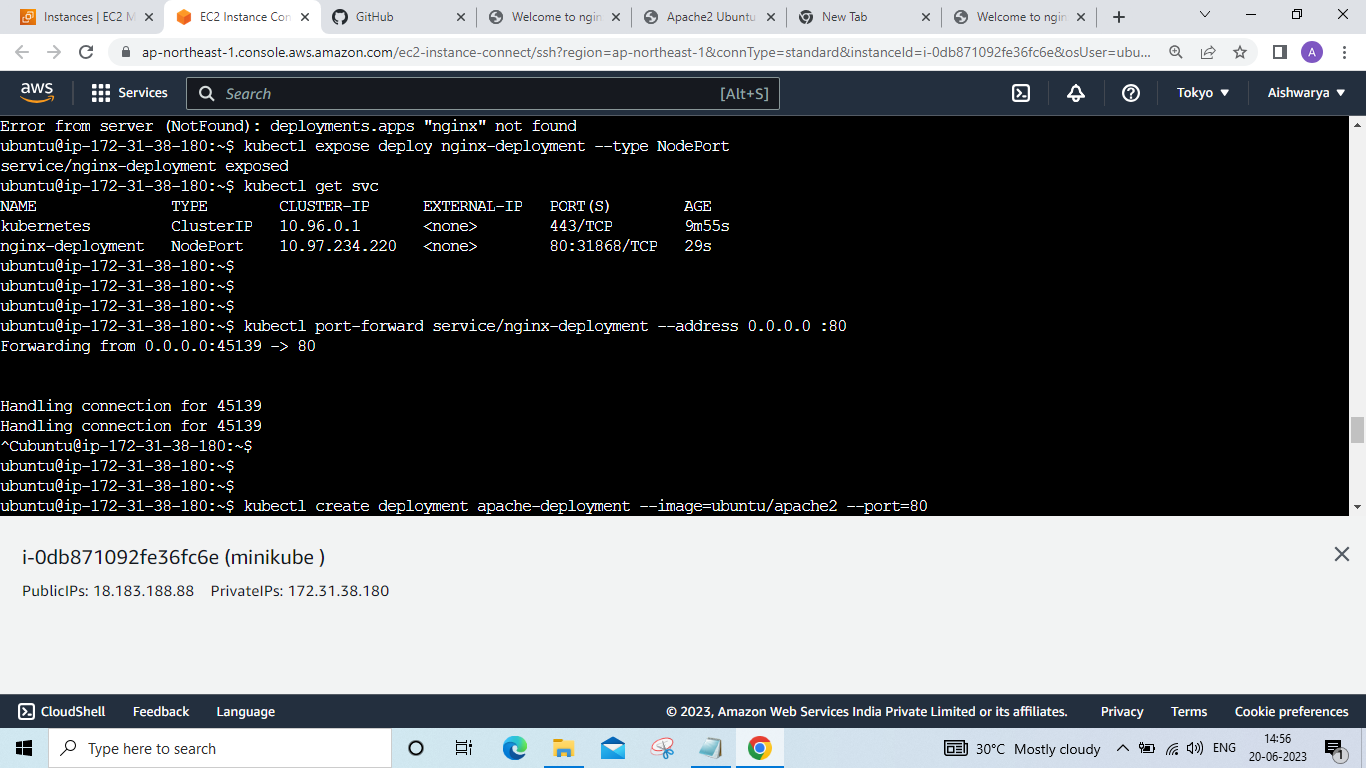 Instances | EC2 M
EC2 Instance Con
GitHub
Welcome to ngin
Apache2 Ubuntu
New Tab
Welcome to ngin
ap-northeast-1.console.aws.amazon.com/ec2-instance-connect/ssh?region=ap-northeast-1&connType=standard&instanceId=i-0db871092fe36fc6e&osUser=ubu...
A
aws
Services
Search
[Alt+S]
Tokyo
Aishwarya
Error from server (NotFound): deployments.apps "nginx" not found
ubuntu@ip-172-31-38-180:~$ kubectl expose deploy nginx-deployment --type NodePort
service/nginx-deployment exposed
ubuntu@ip-172-31-38-180:~$ kubectl get svc
NAME TYPE CLUSTER-IP EXTERNAL-IP PORT(S) AGE
kubernetes ClusterIP 10.96.0.1 <none> 443/TCP 9m55s
nginx-deployment NodePort 10.97.234.220 <none> 80:31868/TCP 29s
ubuntu@ip-172-31-38-180:~$
ubuntu@ip-172-31-38-180:~$
ubuntu@ip-172-31-38-180:~$
ubuntu@ip-172-31-38-180:~$ kubectl port-forward service/nginx-deployment --address 0.0.0.0 :80
Forwarding from 0.0.0.0:45139 -> 80
Handling connection for 45139
Handling connection for 45139
^Cubuntu@ip-172-31-38-180:~$
ubuntu@ip-172-31-38-180:~$
ubuntu@ip-172-31-38-180:~$
ubuntu@ip-172-31-38-180:~$ kubectl create deployment apache-deployment --image=ubuntu/apache2 --port=80
i-0db871092fe36fc6e (minikube )
PublicIPs: 18.183.188.88 PrivateIPs: 172.31.38.180
CloudShell
Feedback
Language
© 2023, Amazon Web Services India Private Limited or its affiliates.
Privacy
Terms
Cookie preferences
Type here to search
30°C Mostly cloudy
ENG
14:56
20-06-2023
1